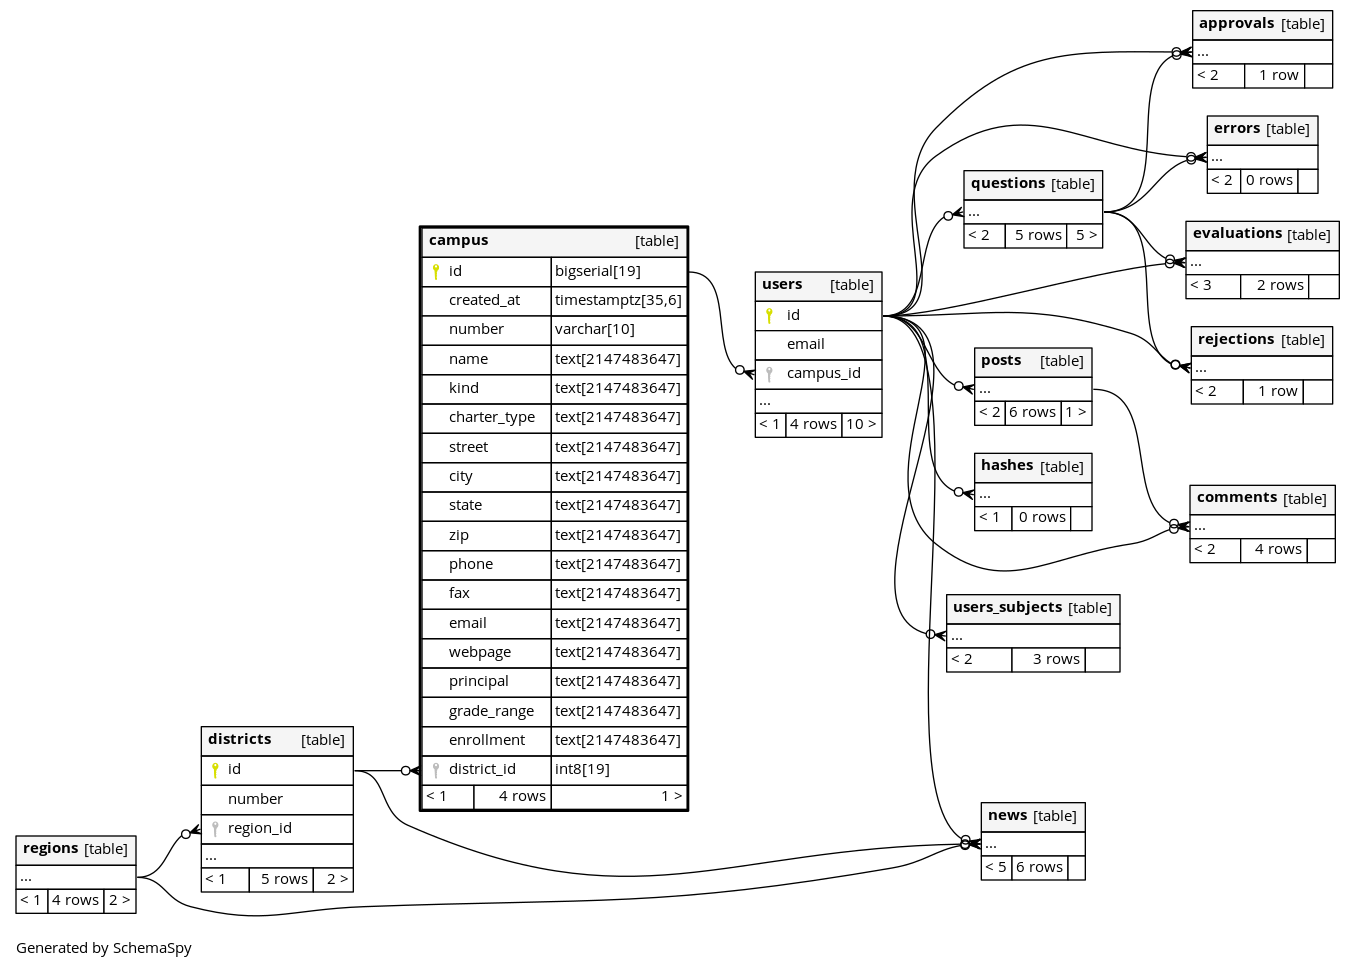 approvals [table]
...
< 2 1 row
errors [table]
...
< 2 0 rows
questions [table]
...
< 2 5 rows 5 >
evaluations [table]
...
< 3 2 rows
campus [table]
id bigserial[19]
created_at timestamptz[35,6]
number varchar[10]
name text[2147483647]
kind text[2147483647]
charter_type text[2147483647]
street text[2147483647]
city text[2147483647]
state text[2147483647]
zip text[2147483647]
phone text[2147483647]
fax text[2147483647]
email text[2147483647]
webpage text[2147483647]
principal text[2147483647]
grade_range text[2147483647]
enrollment text[2147483647]
district_id int8[19]
< 1 4 rows 1 >
users [table]
id
email
campus_id
...
< 1 4 rows 10 >
rejections [table]
...
< 2 1 row
posts [table]
...
< 2 6 rows 1 >
hashes [table]
...
< 1 0 rows
comments [table]
...
< 2 4 rows
users_subjects [table]
...
< 2 3 rows
districts [table]
id
number
region_id
...
< 1 5 rows 2 >
news [table]
...
< 5 6 rows
regions [table]
...
< 1 4 rows 2 >
Generated by SchemaSpy